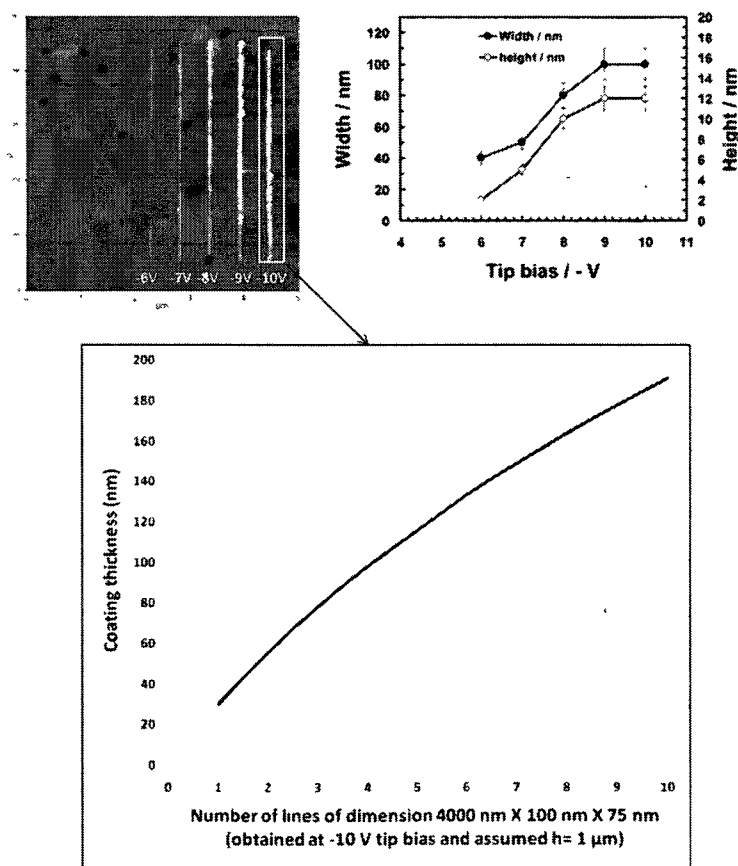 -6V -7V -8V -9V -10V
μm
Width / nm
120
100
80
60
40
20
0
Width / nm
height / nm
20
18
16
14
12
10
8
6
4
2
0
Height / nm
4 5 6 7 8 9 10 11
Tip bias / - V
Coating thickness (nm)
200
180
160
140
120
100
80
60
40
20
0
0 1 2 3 4 5 6 7 8 9 10
Number of lines of dimension 4000 nm X 100 nm X 75 nm
(obtained at -10 V tip bias and assumed h= 1 μm)